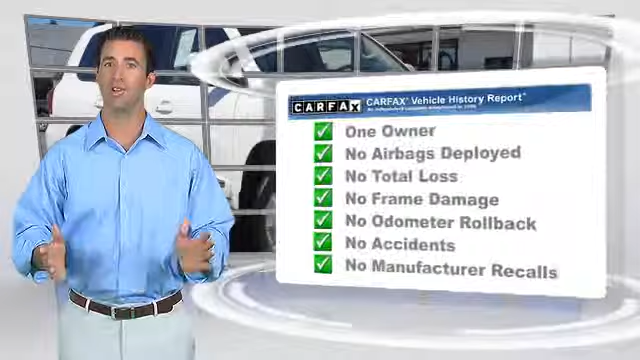 CARFAX CARFAX Vehicle History Report™
One Owner
No Airbags Deployed
No Total Loss
No Frame Damage
No Odometer Rollback
No Accidents
No Manufacturer Recalls